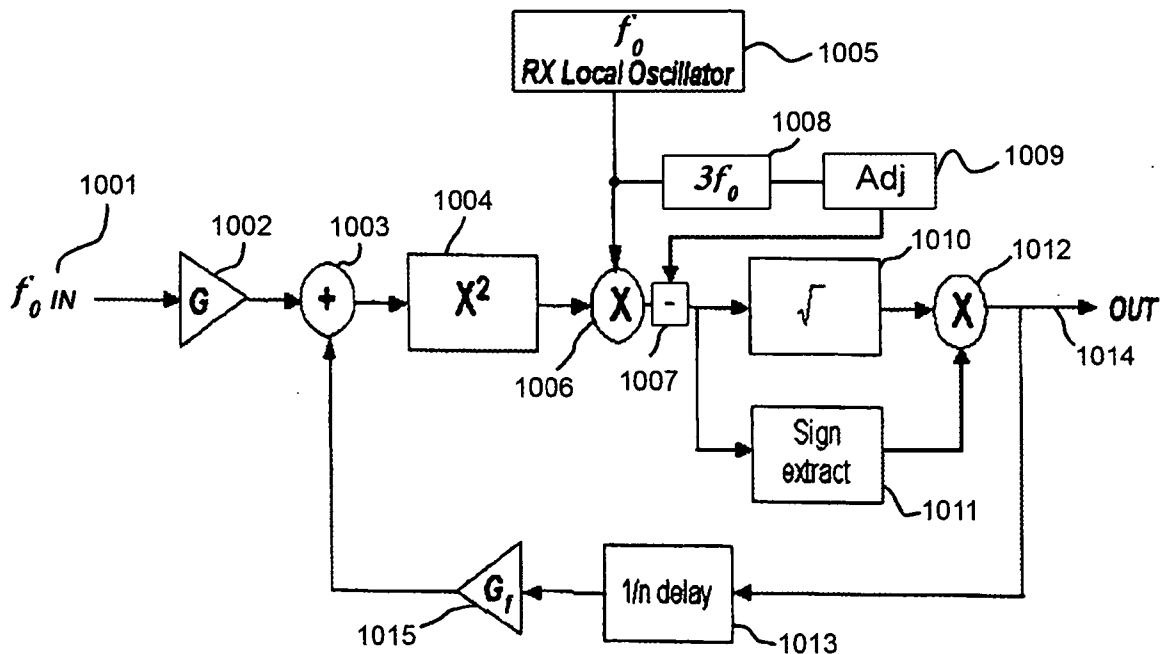 f₀
RX Local Oscillator
1005
1008
1009
3f₀
Adj
1001
1002
1003
1004
1010
1012
f₀ IN
G
+
X²
X
-
√
X
OUT
1006
1007
1014
Sign
extract
1011
G₁
1/n delay
1015
1013